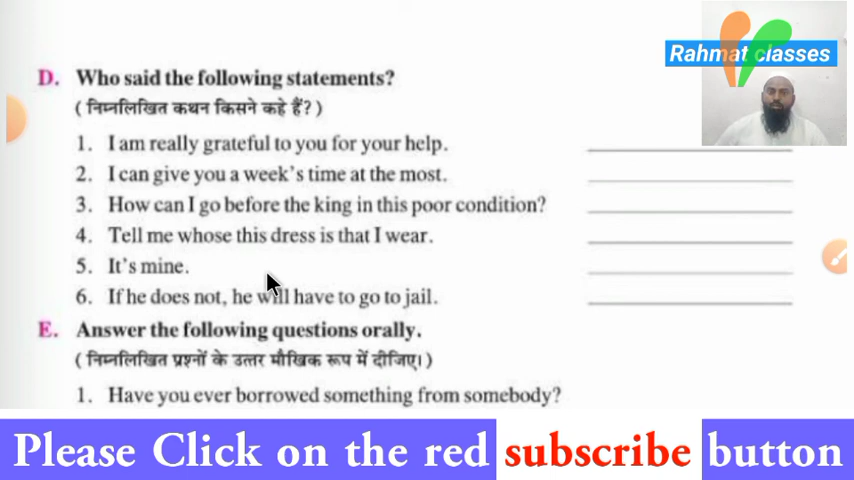 Rahmat classes
D. Who said the following statements?
( निम्नलिखित कथन किसने कहे हैं? )
1. I am really grateful to you for your help.
2. I can give you a week's time at the most.
3. How can I go before the king in this poor condition?
4. Tell me whose this dress is that I wear.
5. It's mine.
6. If he does not, he will have to go to jail.
E. Answer the following questions orally.
( निम्नलिखित प्रश्नों के उत्तर मौखिक रूप में दीजिए। )
1. Have you ever borrowed something from somebody?
Please Click on the red subscribe button